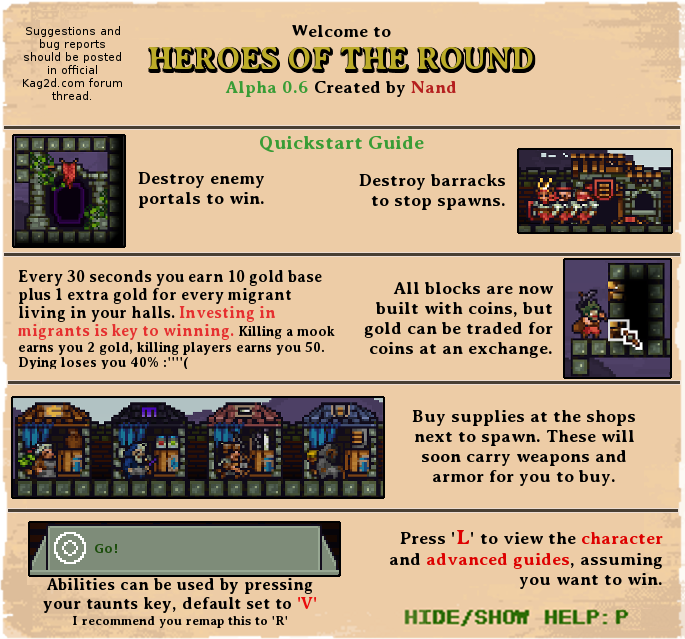 Suggestions and
bug reports
should be posted
in official
Kag2d.com forum
thread.
Welcome to
HEROES OF THE ROUND
Alpha 0.6 Created by Nand
Quickstart Guide
Destroy enemy
portals to win.
Destroy barracks
to stop spawns.
Every 30 seconds you earn 10 gold base
plus 1 extra gold for every migrant
living in your halls. Investing in
migrants is key to winning. Killing a mook
earns you 2 gold, killing players earns you 50.
Dying loses you 40% :''''(
All blocks are now
built with coins, but
gold can be traded for
coins at an exchange.
Buy supplies at the shops
next to spawn. These will
soon carry weapons and
armor for you to buy.
Go!
Abilities can be used by pressing
your taunts key, default set to 'V'
I recommend you remap this to 'R'
Press 'L' to view the character
and advanced guides, assuming
you want to win.
HIDE/SHOW HELP: P